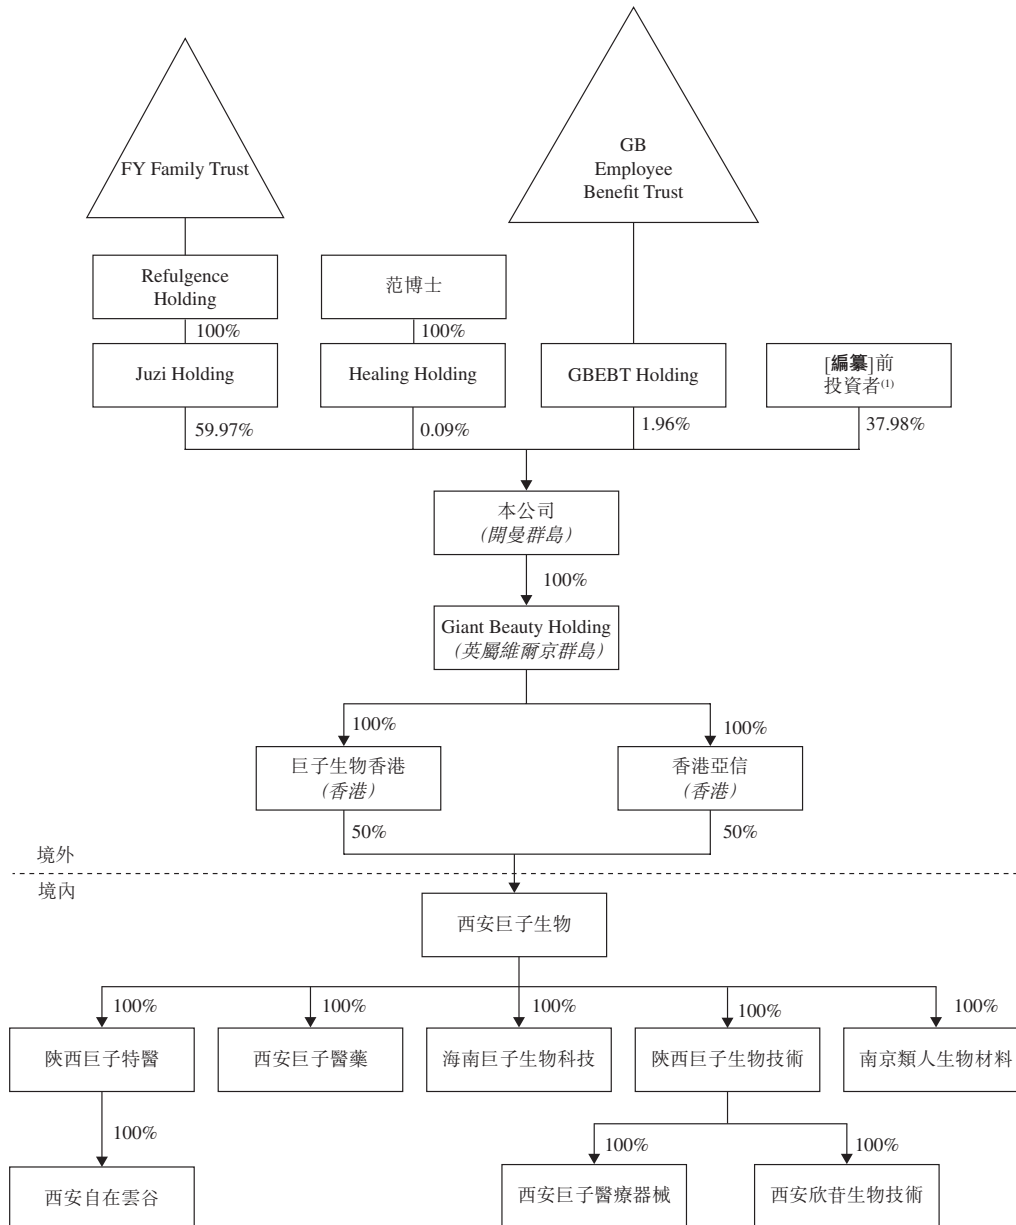 FY Family Trust
GB
Employee
Benefit Trust
Refulgence
Holding
范博士
100%
100%
Juzi Holding
Healing Holding
GBEBT Holding
[編纂]前
投資者(1)
59.97%
0.09%
1.96%
37.98%
本公司
(開曼群島)
100%
Giant Beauty Holding
(英屬維爾京群島)
100%
100%
巨子生物香港
(香港)
香港亞信
(香港)
50%
50%
境外
境內
西安巨子生物
100%
100%
100%
100%
100%
陝西巨子特醫
西安巨子醫藥
海南巨子生物科技
陝西巨子生物技術
南京類人生物材料
100%
100%
100%
西安自在雲谷
西安巨子醫療器械
西安欣苷生物技術